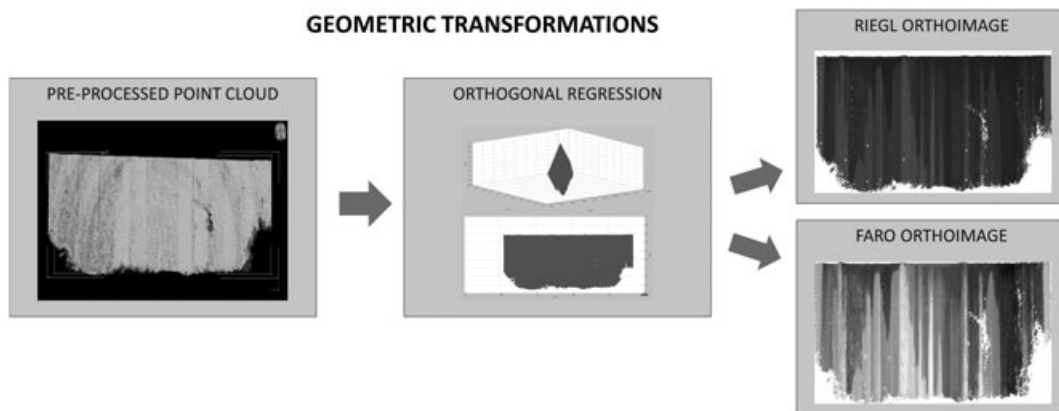 GEOMETRIC TRANSFORMATIONS
PRE-PROCESSED POINT CLOUD
ORTHOGONAL REGRESSION
RIEGL ORTHOIMAGE
FARO ORTHOIMAGE